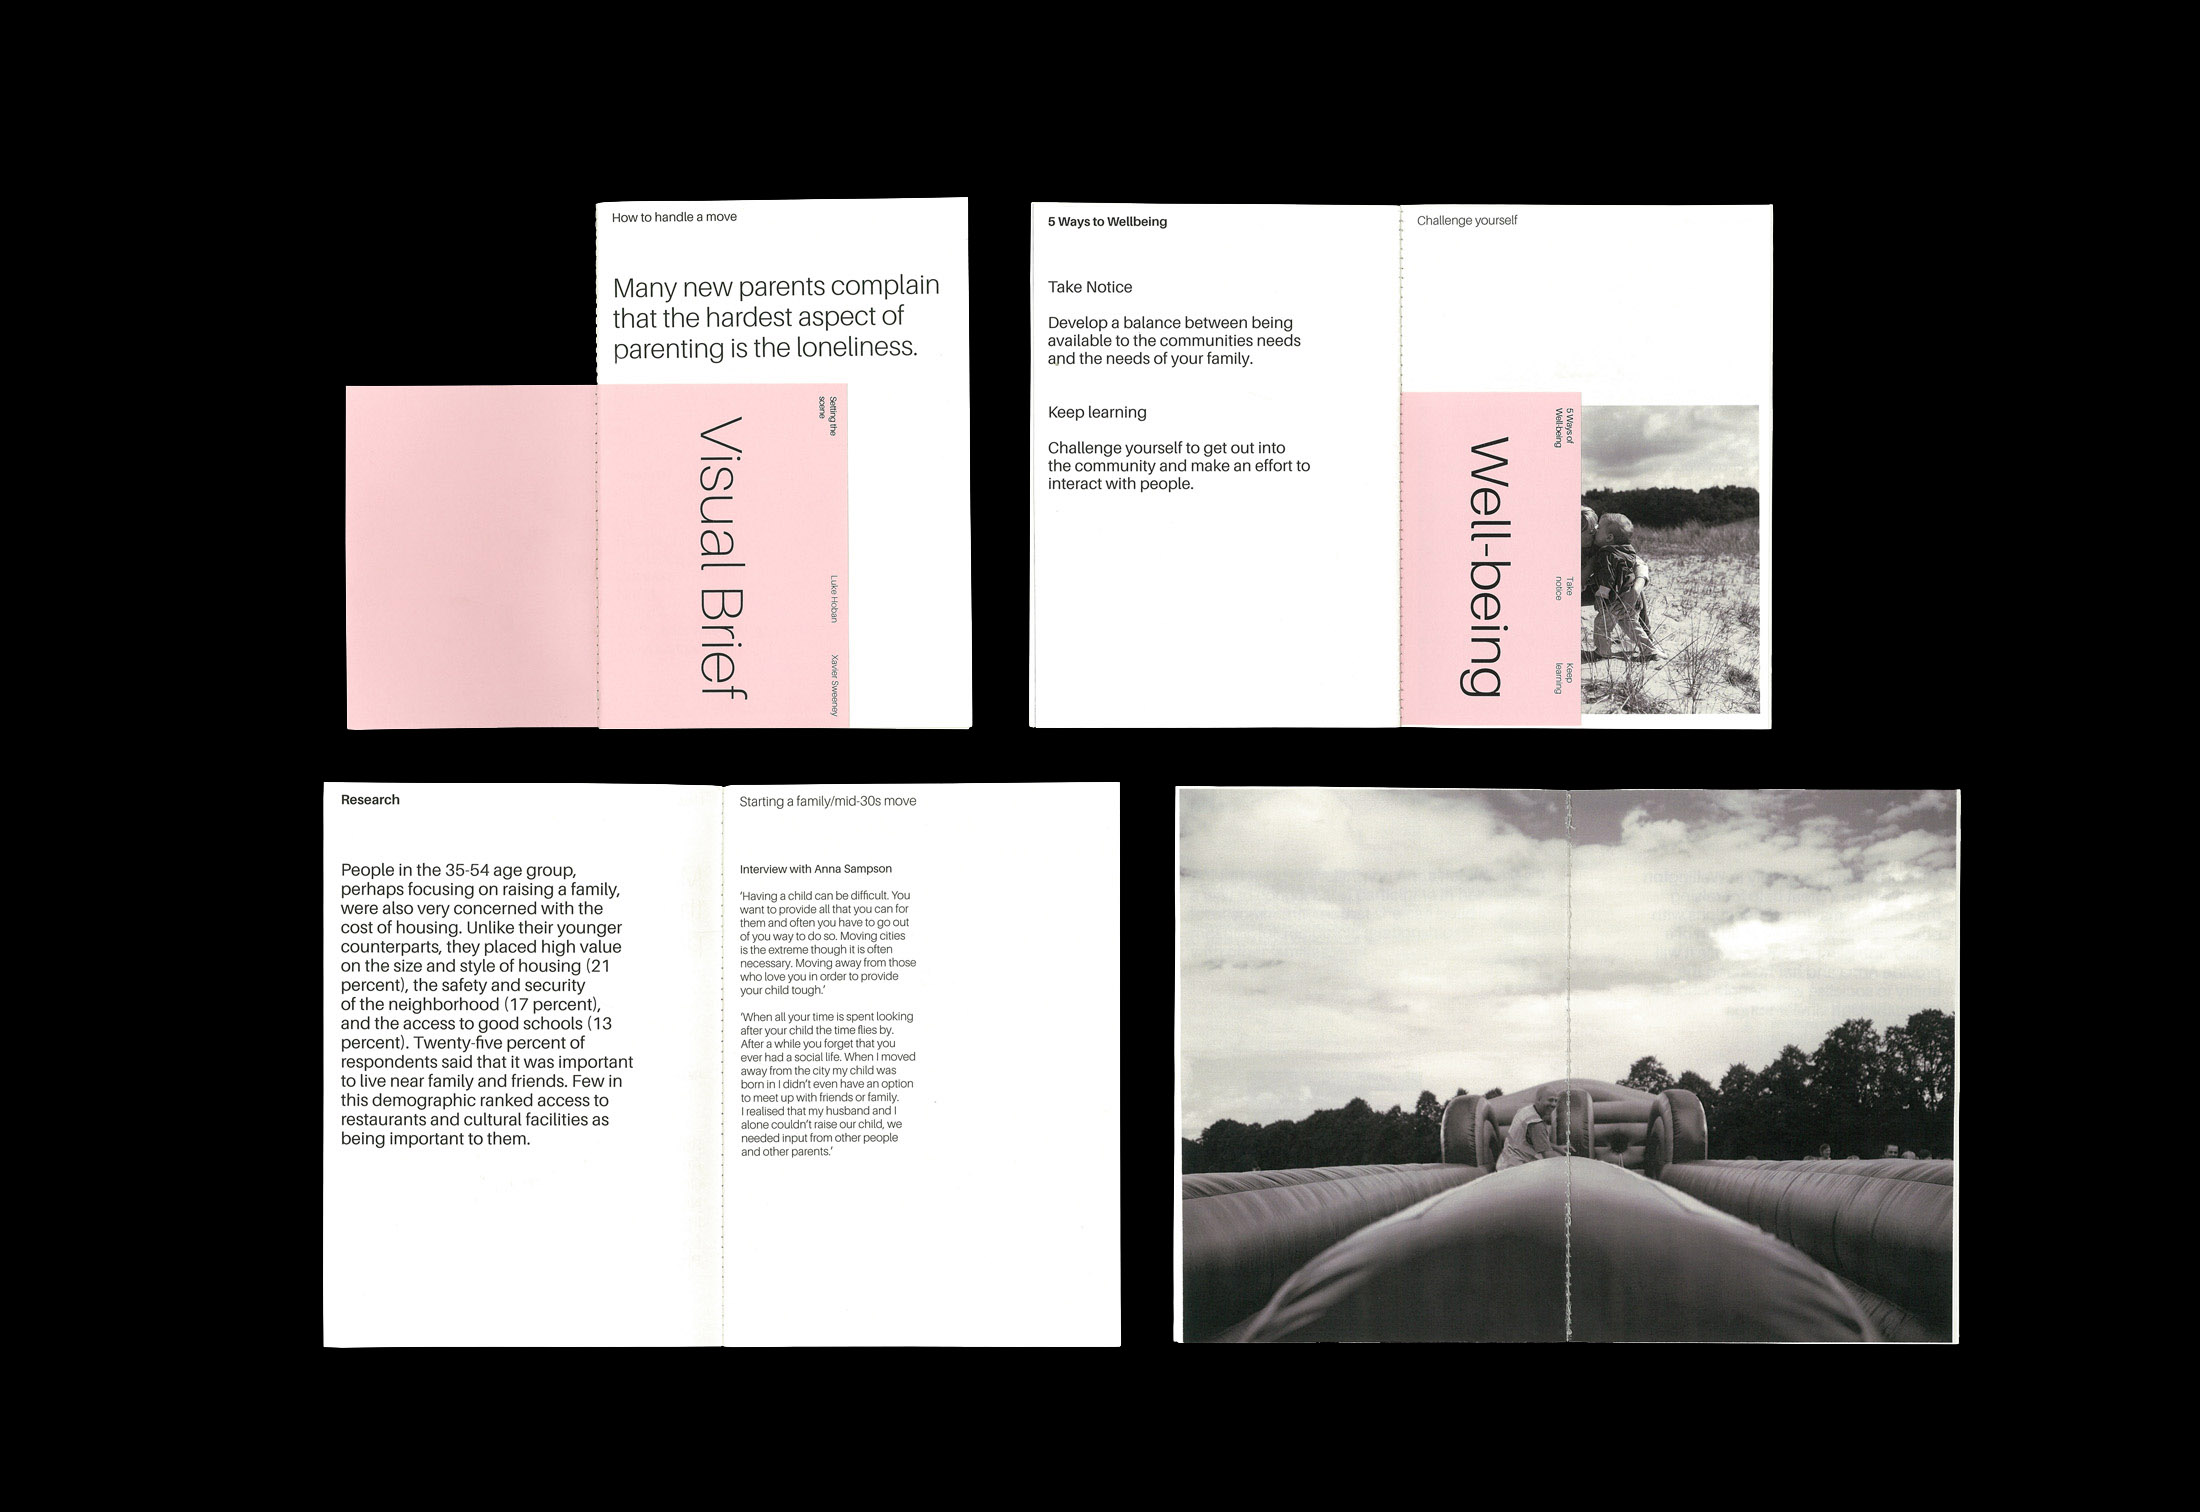 How to handle a move
Many new parents complain
that the hardest aspect of
parenting is the loneliness.
Setting the
scene
Visual Brief
Luke Hoban
Xavier Sweeney
5 Ways to Wellbeing
Take Notice
Develop a balance between being
available to the communities needs
and the needs of your family.
Keep learning
Challenge yourself to get out into
the community and make an effort to
interact with people.
Challenge yourself
5 Ways of
Well-being
Well-being
Take
notice
Keep
learning
Research
People in the 35-54 age group,
perhaps focusing on raising a family,
were also very concerned with the
cost of housing. Unlike their younger
counterparts, they placed high value
on the size and style of housing (21
percent), the safety and security
of the neighborhood (17 percent),
and the access to good schools (13
percent). Twenty-five percent of
respondents said that it was important
to live near family and friends. Few in
this demographic ranked access to
restaurants and cultural facilities as
being important to them.
Starting a family/mid-30s move
Interview with Anna Sampson
‘Having a child can be difficult. You
want to provide all that you can for
them and often you have to go out
of you way to do so. Moving cities
is the extreme though it is often
necessary. Moving away from those
who love you in order to provide
your child tough.’
‘When all your time is spent looking
after your child the time flies by.
After a while you forget that you
ever had a social life. When I moved
away from the city my child was
born in I didn’t even have an option
to meet up with friends or family.
I realised that my husband and I
alone couldn’t raise our child, we
needed input from other people
and other parents.’